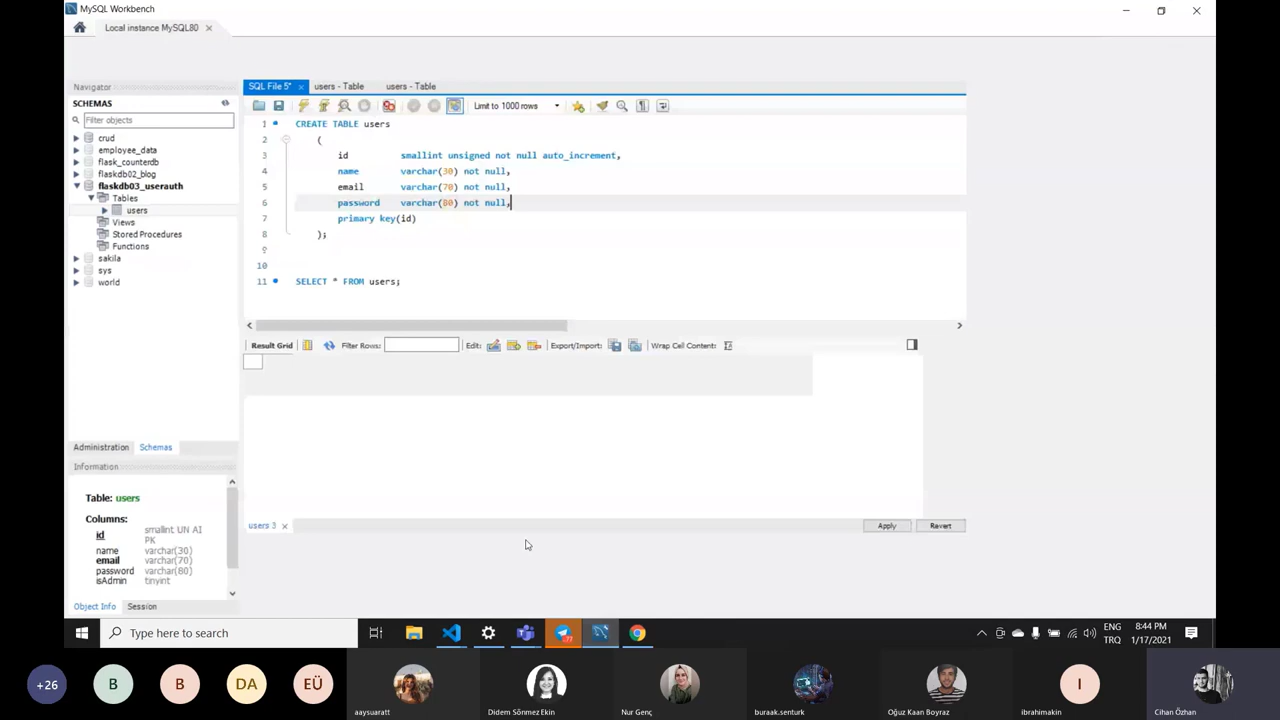 MySQL Workbench
Local instance MySQL80
Navigator
SCHEMAS
Filter objects
crud
employee_data
flask_counterdb
flaskdb02_blog
flaskdb03_userauth
Tables
users
Views
Stored Procedures
Functions
sakila
sys
world
Administration Schemas
Information
Table: users
Columns:
id smallint UN AI PK
name varchar(30)
email varchar(70)
password varchar(80)
isAdmin tinyint
Object Info Session
SQL File 5* users - Table users - Table
Limit to 1000 rows
1 CREATE TABLE users
2 (
3 id smallint unsigned not null auto_increment,
4 name varchar(30) not null,
5 email varchar(70) not null,
6 password varchar(80) not null,
7 primary key(id)
8 );
9
10
11 SELECT * FROM users;
Result Grid Filter Rows: Edit: Export/Import: Wrap Cell Content:
users 3
Apply Revert
Type here to search
ENG
TRQ
8:44 PM
1/17/2021
+26 B B DA EÜ I
aaysuaratt Didem Sönmez Ekin Nur Genç buraak.senturk Oğuz Kaan Boyraz ibrahimakin Cihan Özhan